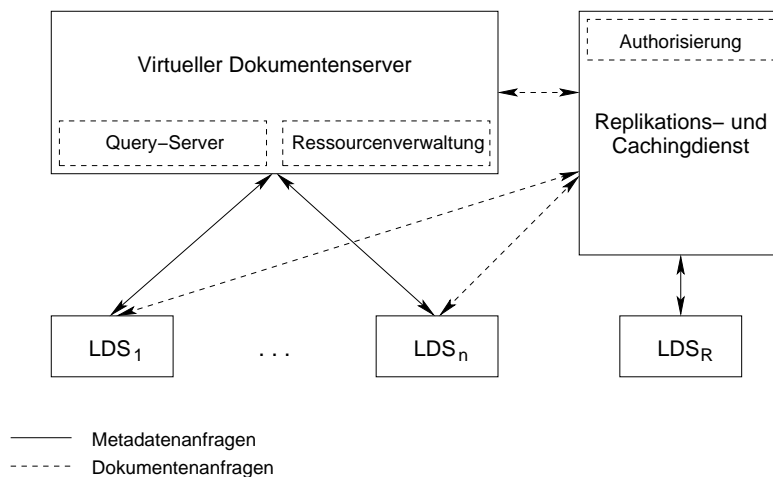 Virtueller Dokumentenserver
Query−Server
Ressourcenverwaltung
Authorisierung
Replikations− und
Cachingdienst
LDS1
. . .
LDSn
LDSR
Metadatenanfragen
Dokumentenanfragen